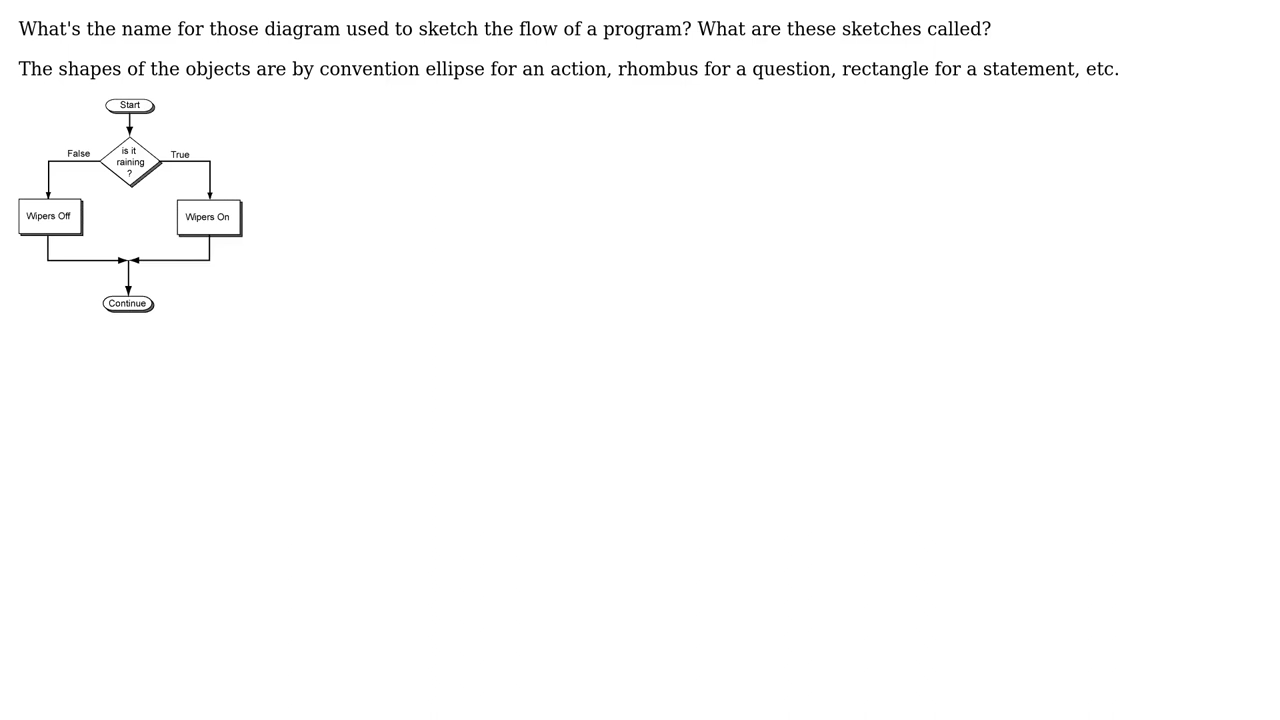 What's the name for those diagram used to sketch the flow of a program? What are these sketches called?
The shapes of the objects are by convention ellipse for an action, rhombus for a question, rectangle for a statement, etc.
Start
is it
raining
?
False
True
Wipers Off
Wipers On
Continue